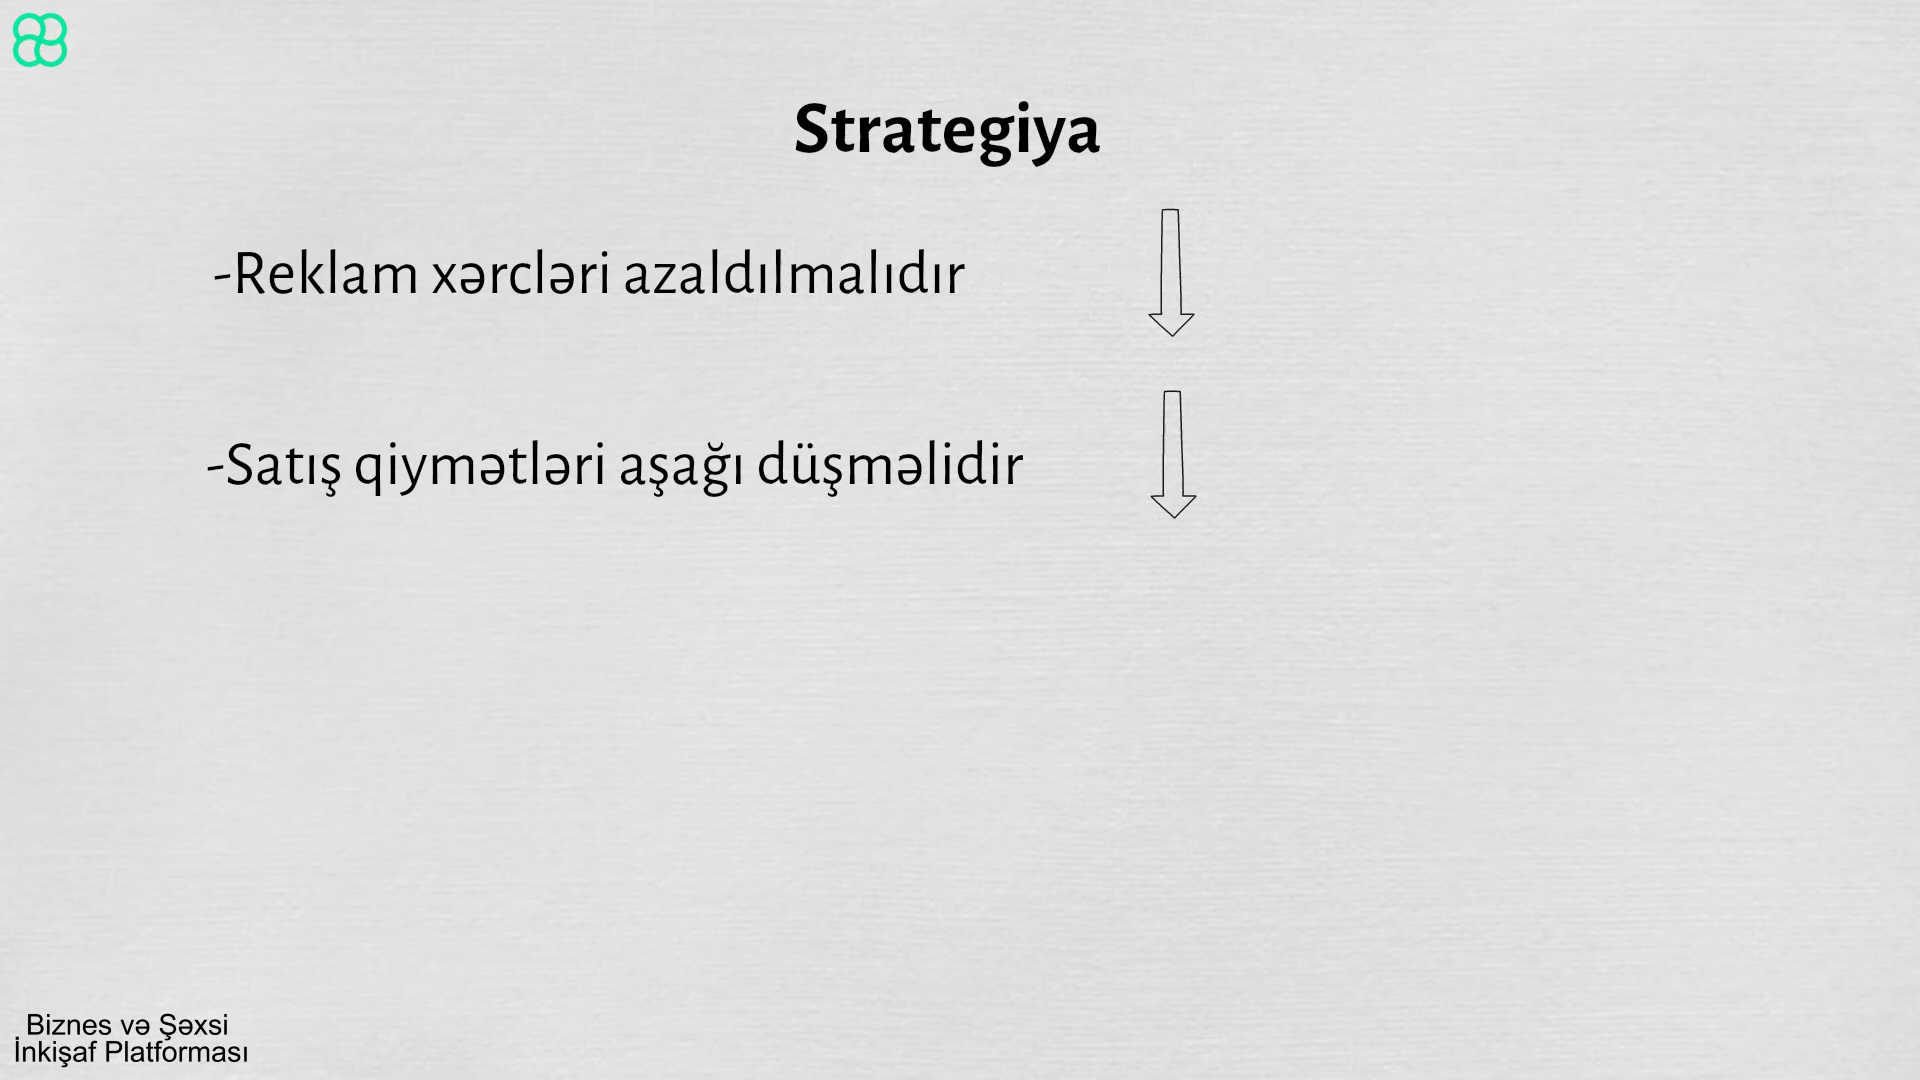 Strategiya
-Reklam xərcləri azaldılmalıdır
-Satış qiymətləri aşağı düşməlidir
Biznes və Şəxsi
İnkişaf Platforması